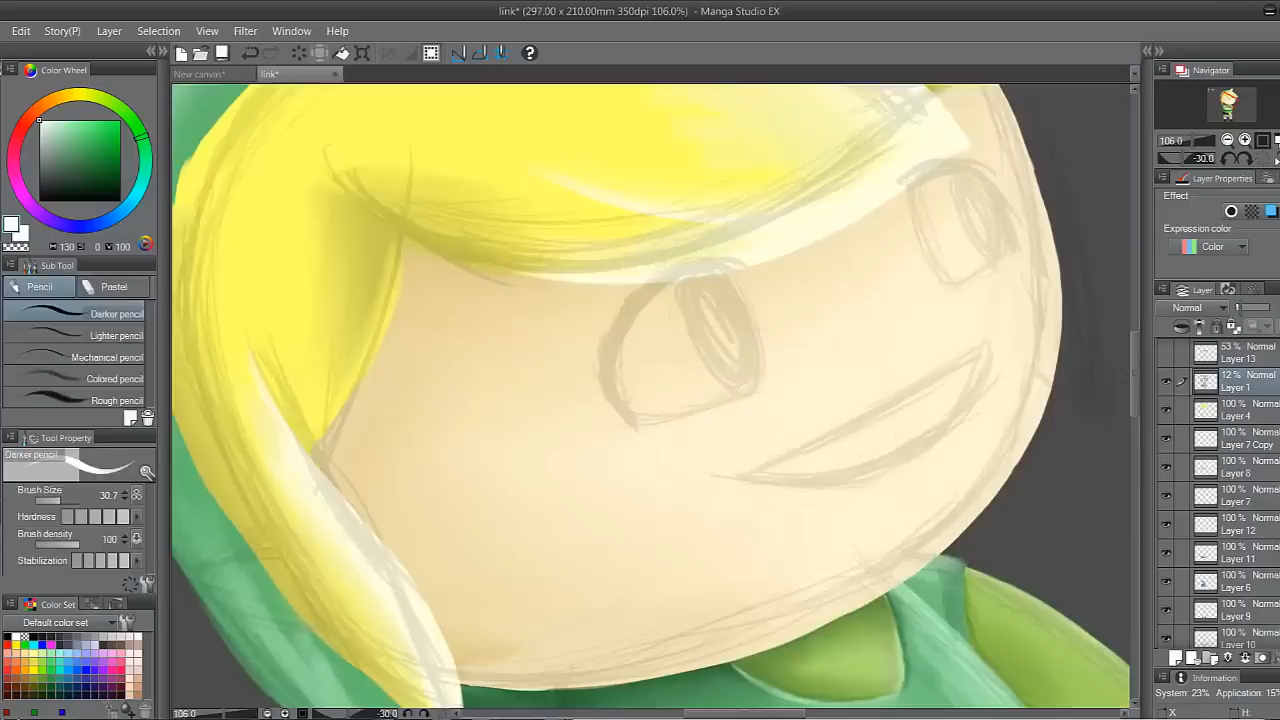 link* (297.00 x 210.00mm 350dpi 106.0%) - Manga Studio EX
Edit Story(P) Layer Selection View Filter Window Help
New canvas* link*
Color Wheel
H 130 S 0 V 100
Sub Tool
Pencil Pastel
Darker pencil
Lighter pencil
Mechanical pencil
Colored pencil
Rough pencil
Tool Property
Darker pencil
Brush Size 30.7
Hardness
Brush density 100
Stabilization
Color Set
Default color set
106.0 -30.0
Navigator
106.0
-30.0
Layer Properties
Effect
Expression color
Color
Layer
Normal
53 % Normal
Layer 13
12 % Normal
Layer 1
100 % Normal
Layer 4
100 % Normal
Layer 7 Copy
100 % Normal
Layer 8
100 % Normal
Layer 7
100 % Normal
Layer 12
100 % Normal
Layer 11
100 % Normal
Layer 6
100 % Normal
Layer 9
100 % Normal
Layer 10
Information
System: 23% Application: 15%
X H: